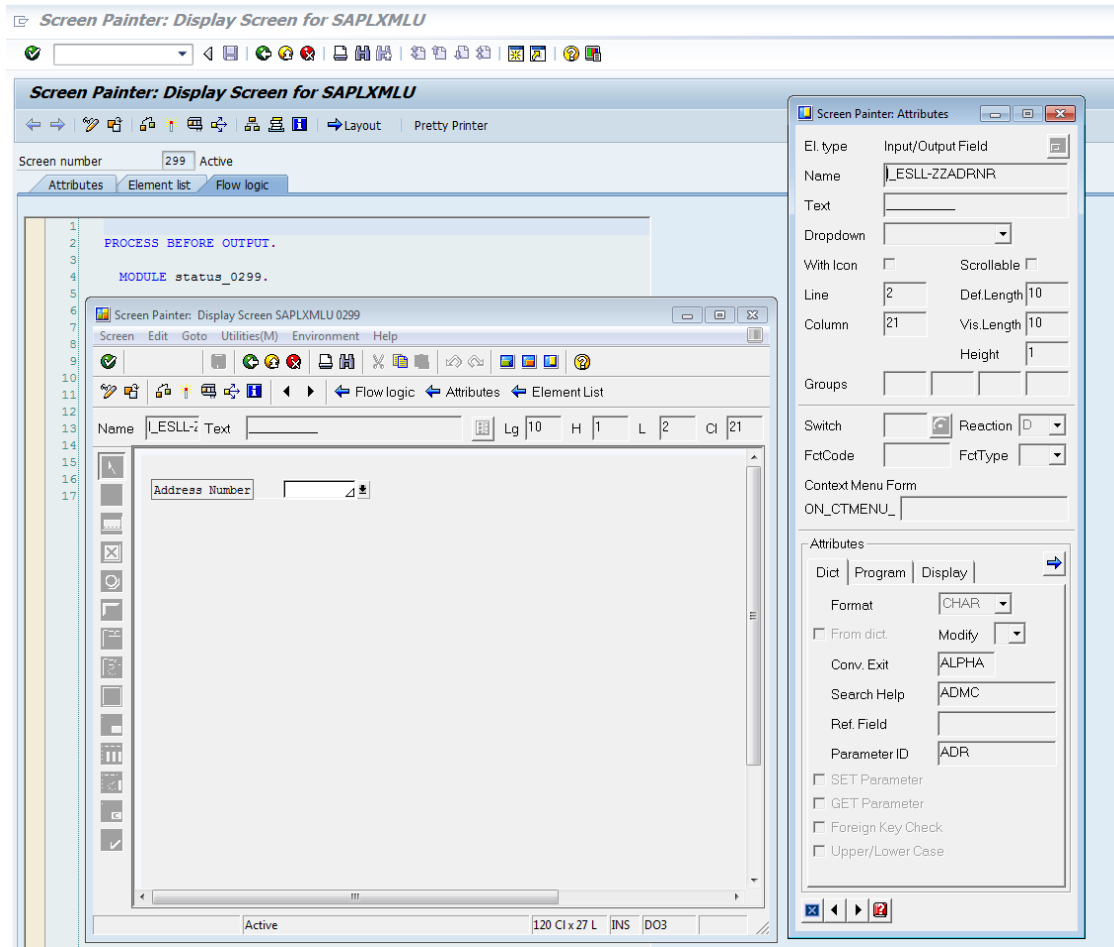 Screen Painter: Display Screen for SAPLXMLU
Screen Painter: Display Screen for SAPLXMLU
Layout Pretty Printer
Screen number 299 Active
Attributes Element list Flow logic
1
2 PROCESS BEFORE OUTPUT.
3
4 MODULE status_0299.
5
6
7
8
9
10
11
12
13
14
15
16
17
Screen Painter: Display Screen SAPLXMLU 0299
Screen Edit Goto Utilities(M) Environment Help
Flow logic Attributes Element List
Name I_ESLL-Z Text __________ Lg 10 H 1 L 2 Cl 21
Address Number
Active 120 Cl x 27 L INS DO3
Screen Painter: Attributes
El. type Input/Output Field
Name I_ESLL-ZZADRNR
Text __________
Dropdown
With Icon Scrollable
Line 2 Def.Length 10
Column 21 Vis.Length 10
Height 1
Groups
Switch Reaction D
FctCode FctType
Context Menu Form
ON_CTMENU_
Attributes
Dict Program Display
Format CHAR
From dict. Modify
Conv. Exit ALPHA
Search Help ADMC
Ref. Field
Parameter ID ADR
SET Parameter
GET Parameter
Foreign Key Check
Upper/Lower Case